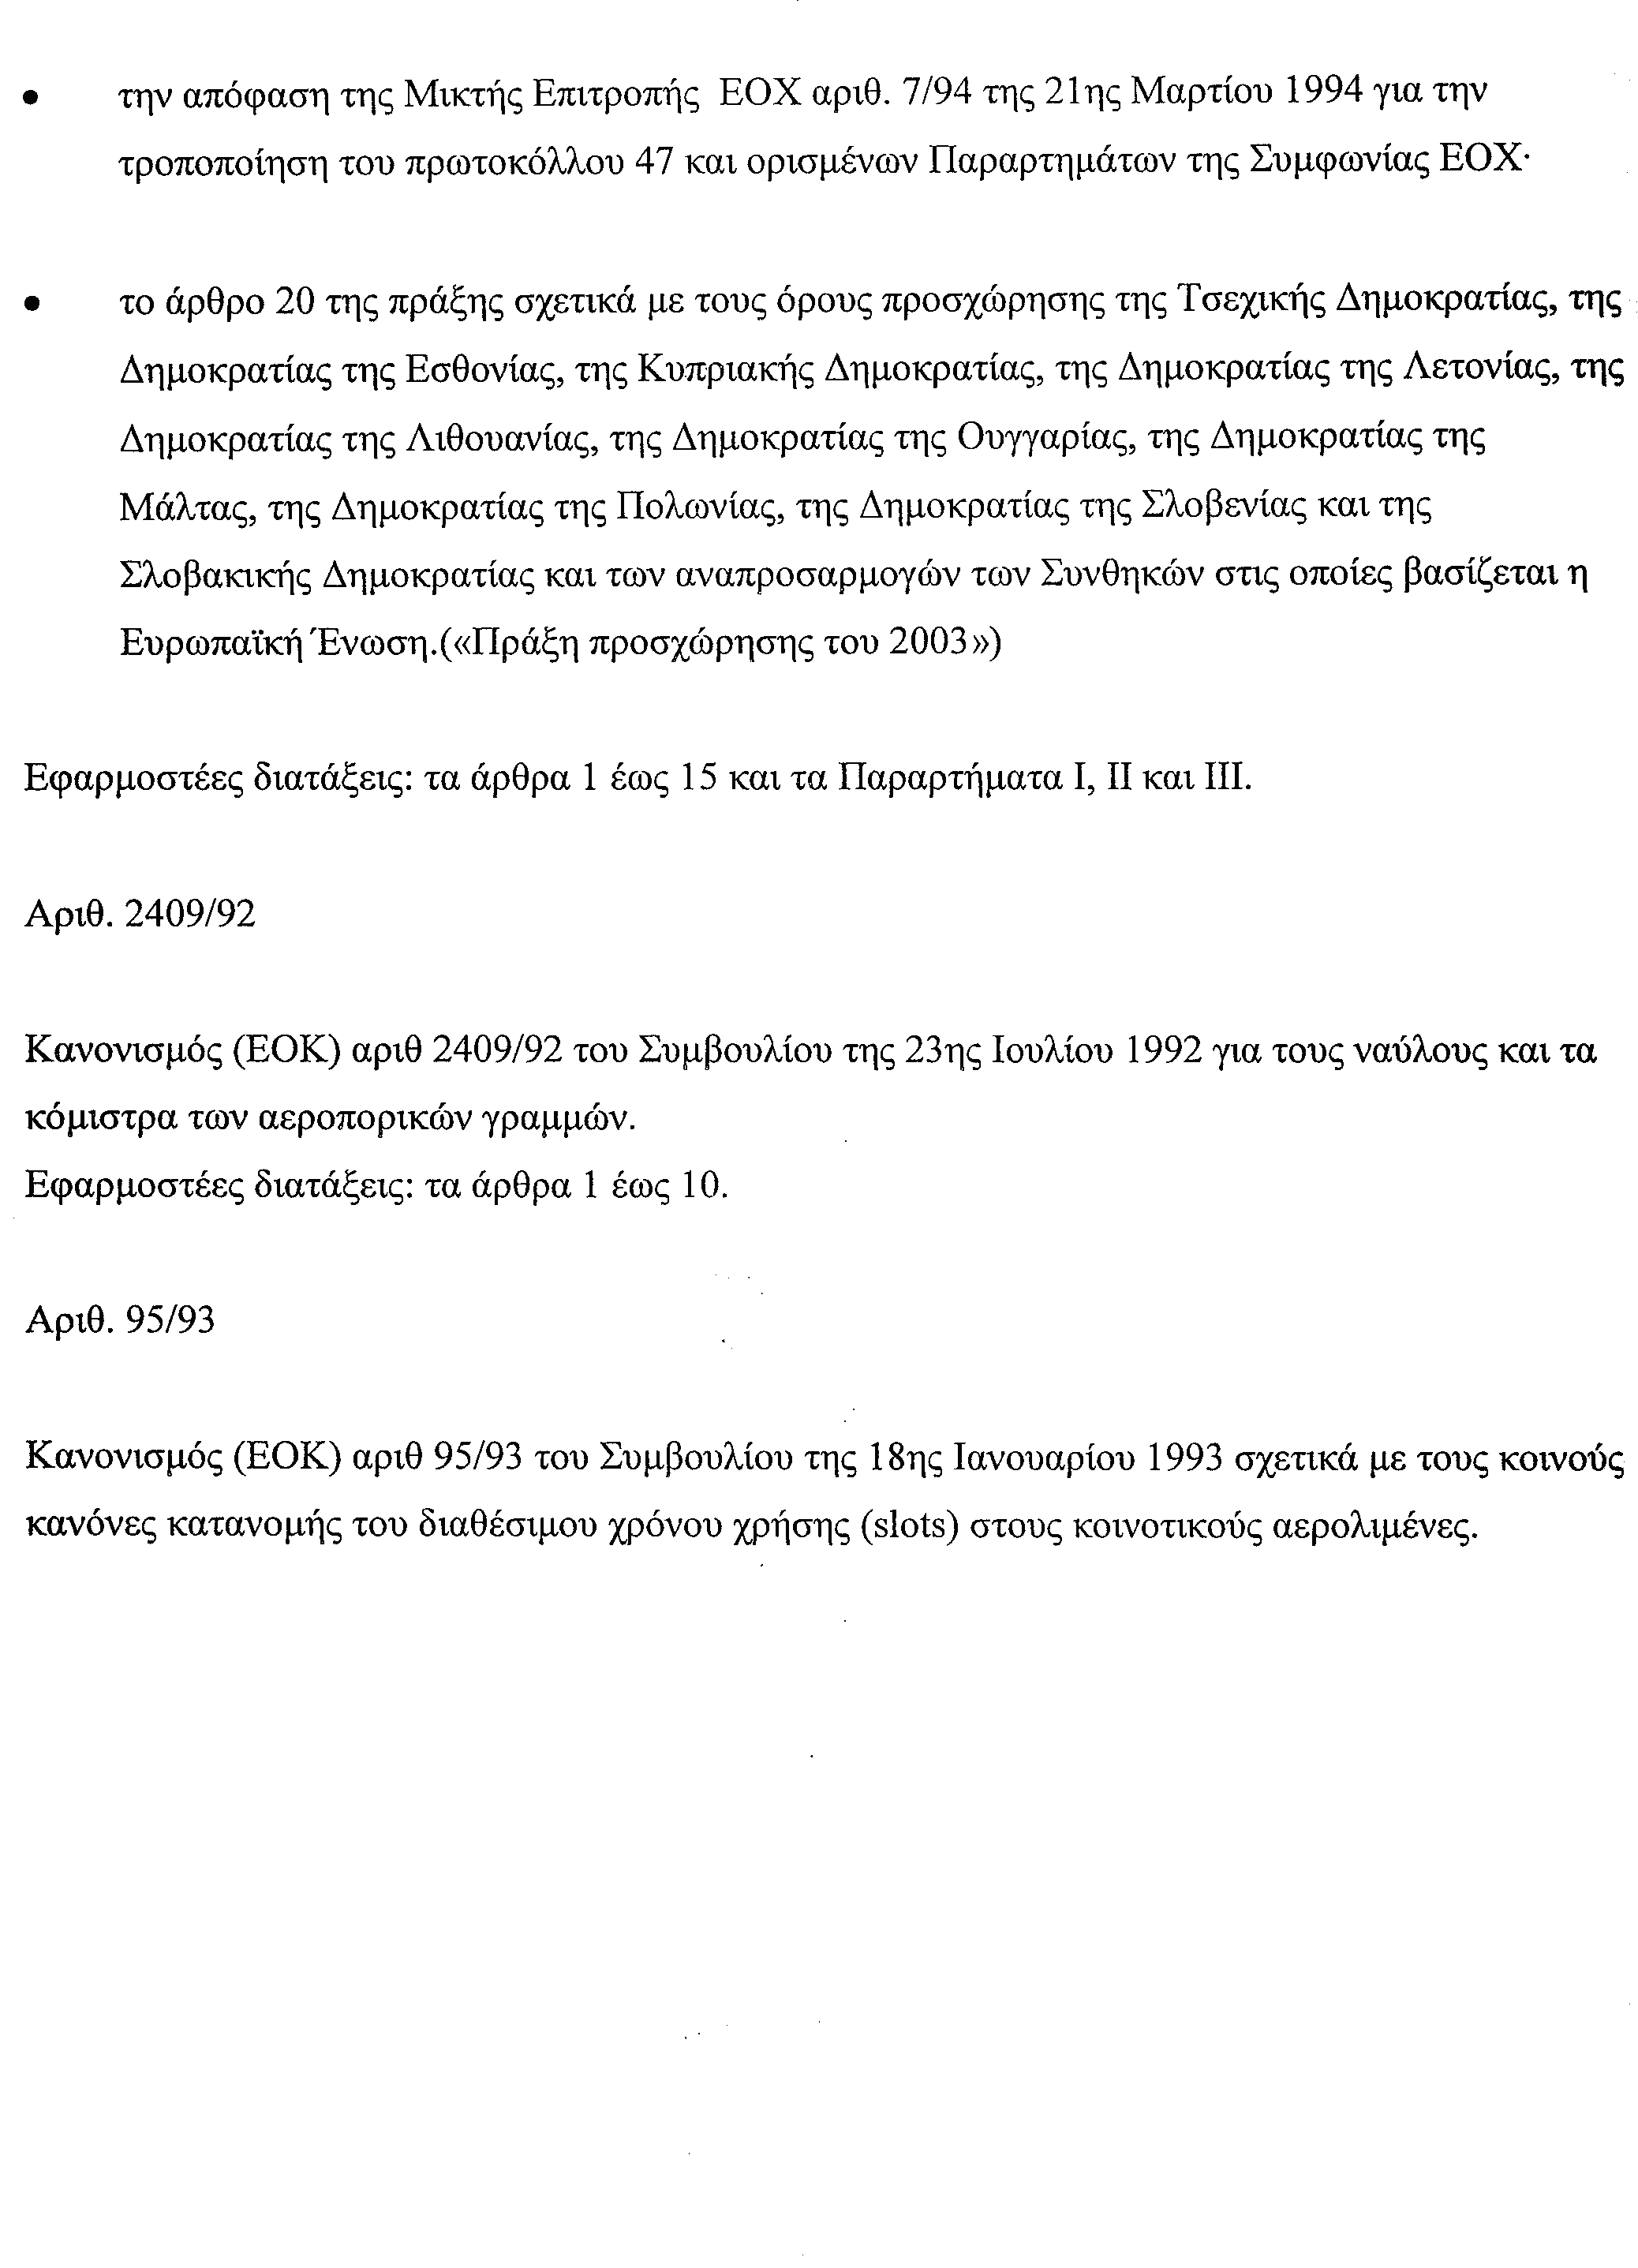 • την απόφαση της Μικτής Επιτροπής ΕΟΧ αριθ. 7/94 της 21ης Μαρτίου 1994 για την
τροποποίηση του πρωτοκόλλου 47 και ορισμένων Παραρτημάτων της Συμφωνίας ΕΟΧ·
• το άρθρο 20 της πράξης σχετικά με τους όρους προσχώρησης της Τσεχικής Δημοκρατίας, της
Δημοκρατίας της Εσθονίας, της Κυπριακής Δημοκρατίας, της Δημοκρατίας της Λετονίας, της
Δημοκρατίας της Λιθουανίας, της Δημοκρατίας της Ουγγαρίας, της Δημοκρατίας της
Μάλτας, της Δημοκρατίας της Πολωνίας, της Δημοκρατίας της Σλοβενίας και της
Σλοβακικής Δημοκρατίας και των αναπροσαρμογών των Συνθηκών στις οποίες βασίζεται η
Ευρωπαϊκή Ένωση.(«Πράξη προσχώρησης του 2003»)
Εφαρμοστέες διατάξεις: τα άρθρα 1 έως 15 και τα Παραρτήματα Ι, ΙΙ και ΙΙΙ.
Αριθ. 2409/92
Κανονισμός (ΕΟΚ) αριθ 2409/92 του Συμβουλίου της 23ης Ιουλίου 1992 για τους ναύλους και τα
κόμιστρα των αεροπορικών γραμμών.
Εφαρμοστέες διατάξεις: τα άρθρα 1 έως 10.
Αριθ. 95/93
Κανονισμός (ΕΟΚ) αριθ 95/93 του Συμβουλίου της 18ης Ιανουαρίου 1993 σχετικά με τους κοινούς
κανόνες κατανομής του διαθέσιμου χρόνου χρήσης (slots) στους κοινοτικούς αερολιμένες.